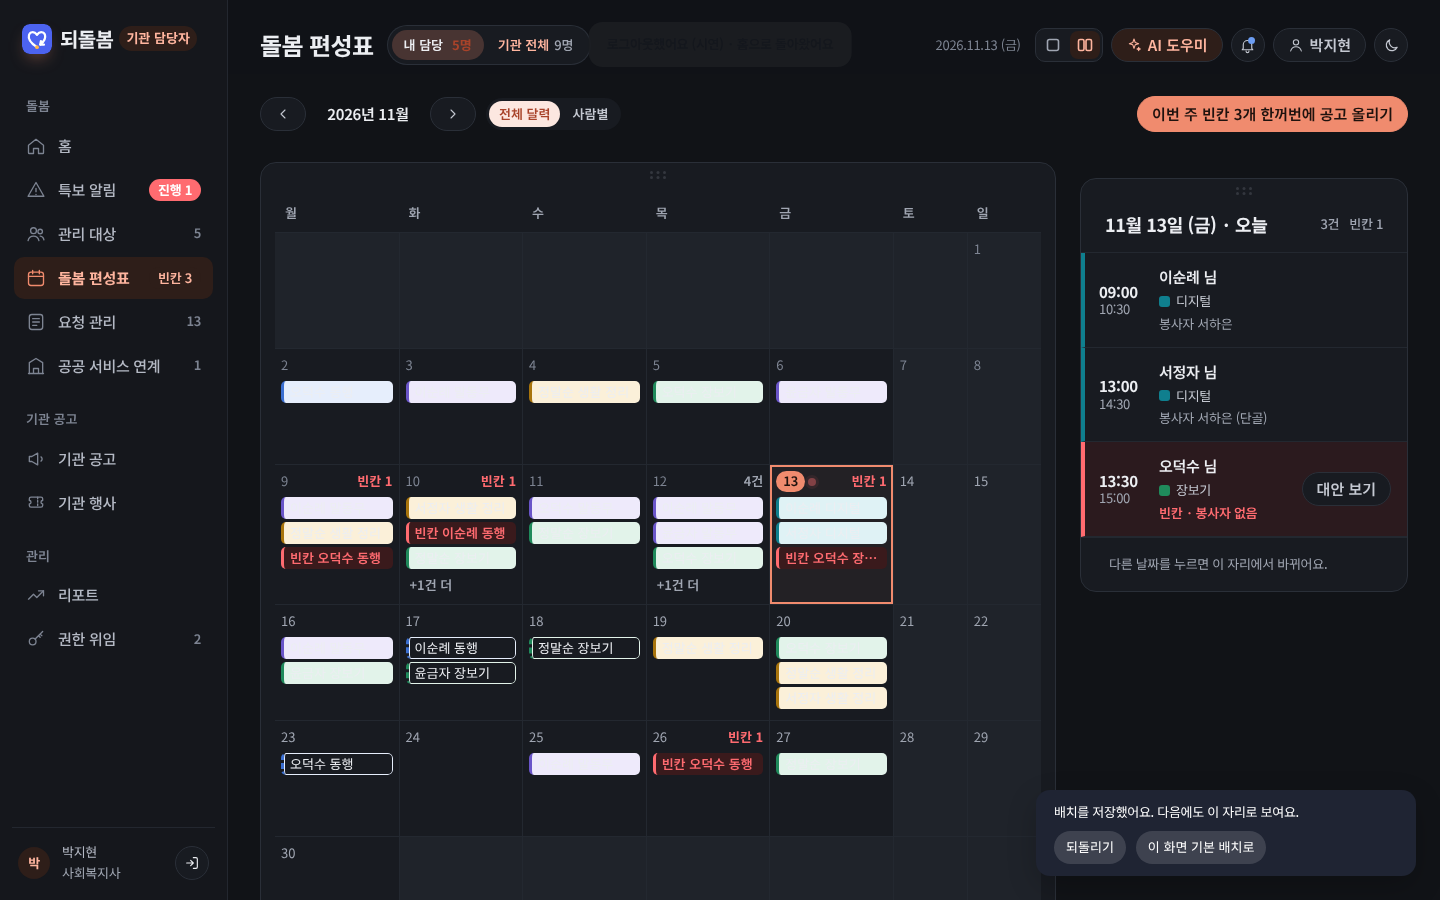 되돌봄 기관 담당자
돌봄
홈
특보 알림 진행 1
관리 대상 5
돌봄 편성표 빈칸 3
요청 관리 13
공공 서비스 연계 1
기관 공고
기관 공고
기관 행사
관리
리포트
권한 위임 2
박
박지현
사회복지사
돌봄 편성표 내 담당 5명 기관 전체 9명
2026.11.13 (금) AI 도우미 박지현
2026년 11월 전체 달력 사람별
이번 주 빈칸 3개 한꺼번에 공고 올리기
월 화 수 목 금 토 일
1
2 3 4 5 6 7 8
9 빈칸 1 10 빈칸 1 11 12 4건 13 빈칸 1 14 15
빈칸 이순례 동행
빈칸 오덕수 동행 빈칸 오덕수 장…
+1건 더 +1건 더
16 17 18 19 20 21 22
이순례 동행 정말순 장보기
윤금자 장보기
23 24 25 26 빈칸 1 27 28 29
오덕수 동행 빈칸 오덕수 동행
30
11월 13일 (금) · 오늘 3건 빈칸 1
이순례 님
09:00
10:30
디지털
봉사자 서하은
서정자 님
13:00
14:30
디지털
봉사자 서하은 (단골)
오덕수 님
13:30
15:00
장보기
빈칸 · 봉사자 없음
대안 보기
다른 날짜를 누르면 이 자리에서 바뀌어요.
배치를 저장했어요. 다음에도 이 자리로 보여요.
되돌리기 이 화면 기본 배치로